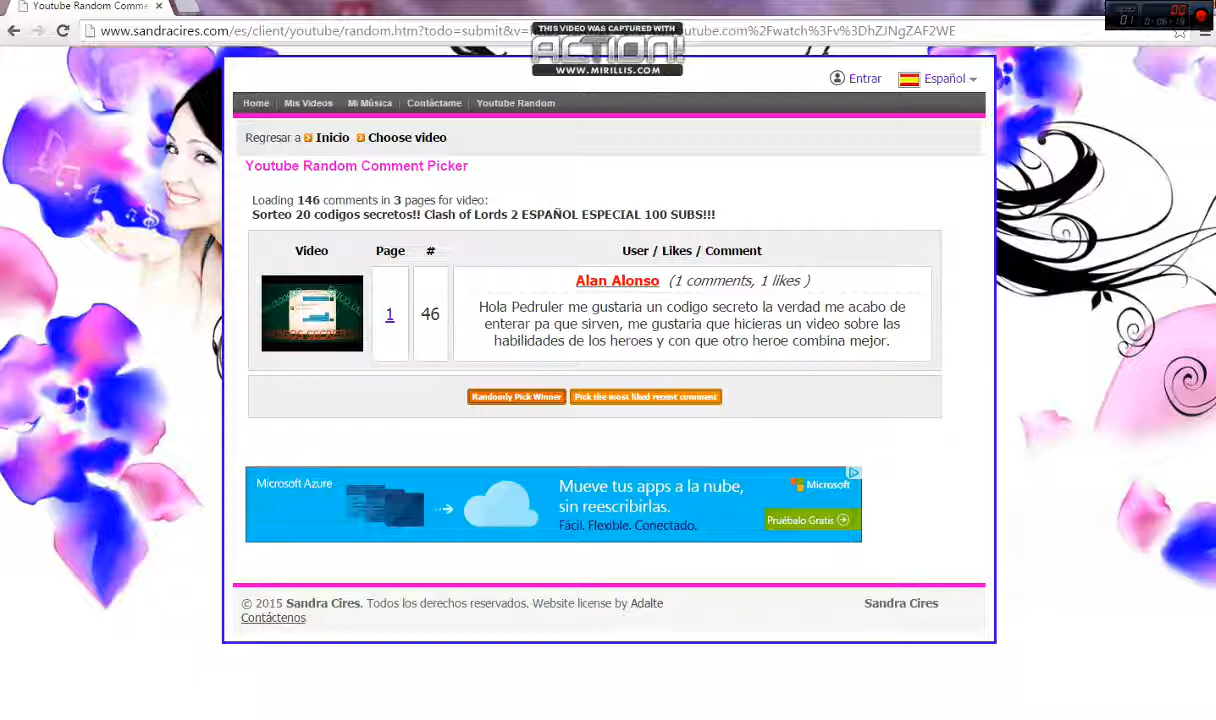 Youtube Random Comme
www.sandracires.com/es/client/youtube/random.htm?todo=submit&v=
utube.com%2Fwatch%3Fv%3DhZJNgZAF2WE
THIS VIDEO WAS CAPTURED WITH
ACTION!
WWW.MIRILLIS.COM
Entrar
Español
Home
Mis Videos
Mi Música
Contáctame
Youtube Random
Regresar a Inicio Choose video
Youtube Random Comment Picker
Loading 146 comments in 3 pages for video:
Sorteo 20 codigos secretos!! Clash of Lords 2 ESPAÑOL ESPECIAL 100 SUBS!!!
Video Page # User / Likes / Comment
Alan Alonso (1 comments, 1 likes )
1 46
Hola Pedruler me gustaria un codigo secreto la verdad me acabo de
enterar pa que sirven, me gustaria que hicieras un video sobre las
habilidades de los heroes y con que otro heroe combina mejor.
Randomly Pick Winner
Pick the most liked recent comment
Microsoft Azure
Mueve tus apps a la nube,
sin reescribirlas.
Fácil. Flexible. Conectado.
Microsoft
Pruébalo Gratis
© 2015 Sandra Cires. Todos los derechos reservados. Website license by Adalte
Contáctenos
Sandra Cires